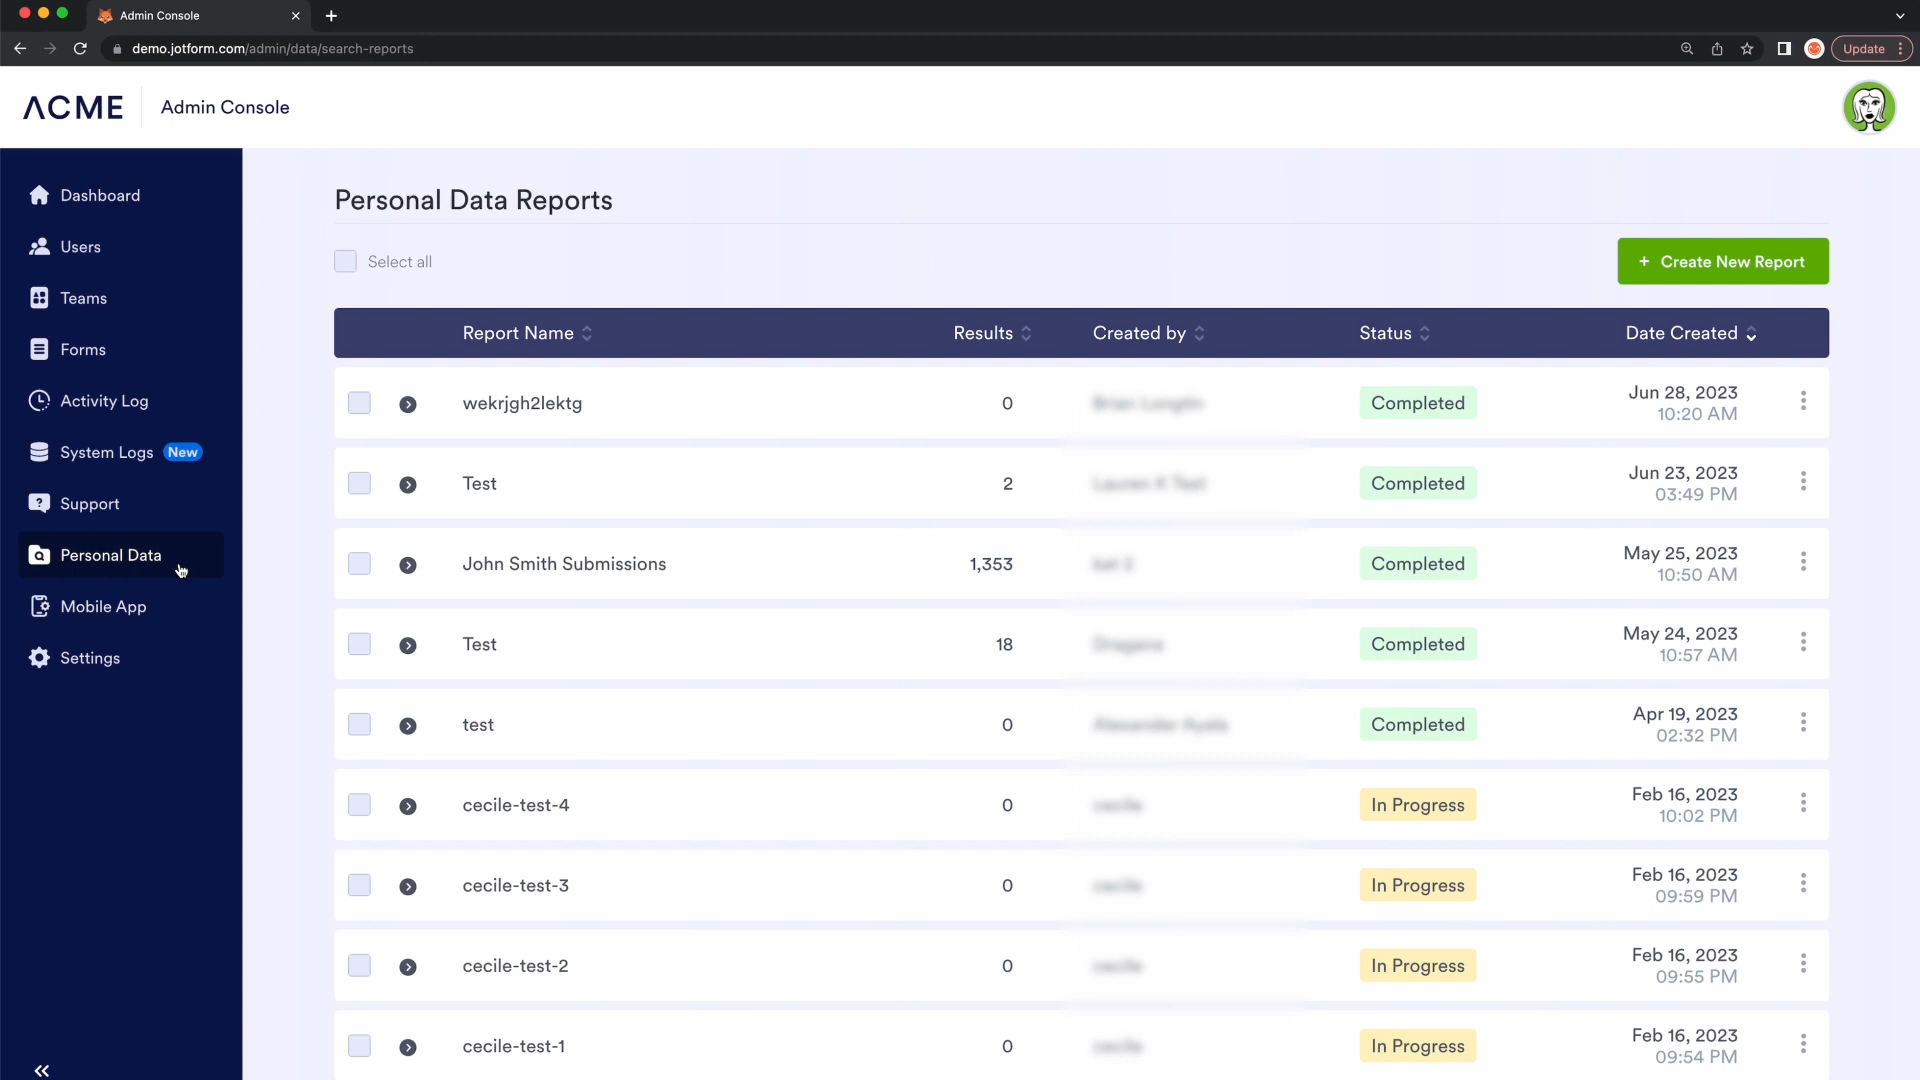 Admin Console
demo.jotform.com/admin/data/search-reports
Update
ACME
Admin Console
Dashboard
Users
Teams
Forms
Activity Log
System Logs New
Support
Personal Data
Mobile App
Settings
Personal Data Reports
Select all
+ Create New Report
Report Name Results Created by Status Date Created
wekrjgh2lektg 0 Completed Jun 28, 2023
10:20 AM
Test 2 Completed Jun 23, 2023
03:49 PM
John Smith Submissions 1,353 Completed May 25, 2023
10:50 AM
Test 18 Completed May 24, 2023
10:57 AM
test 0 Completed Apr 19, 2023
02:32 PM
cecile-test-4 0 In Progress Feb 16, 2023
10:02 PM
cecile-test-3 0 In Progress Feb 16, 2023
09:59 PM
cecile-test-2 0 In Progress Feb 16, 2023
09:55 PM
cecile-test-1 0 In Progress Feb 16, 2023
09:54 PM